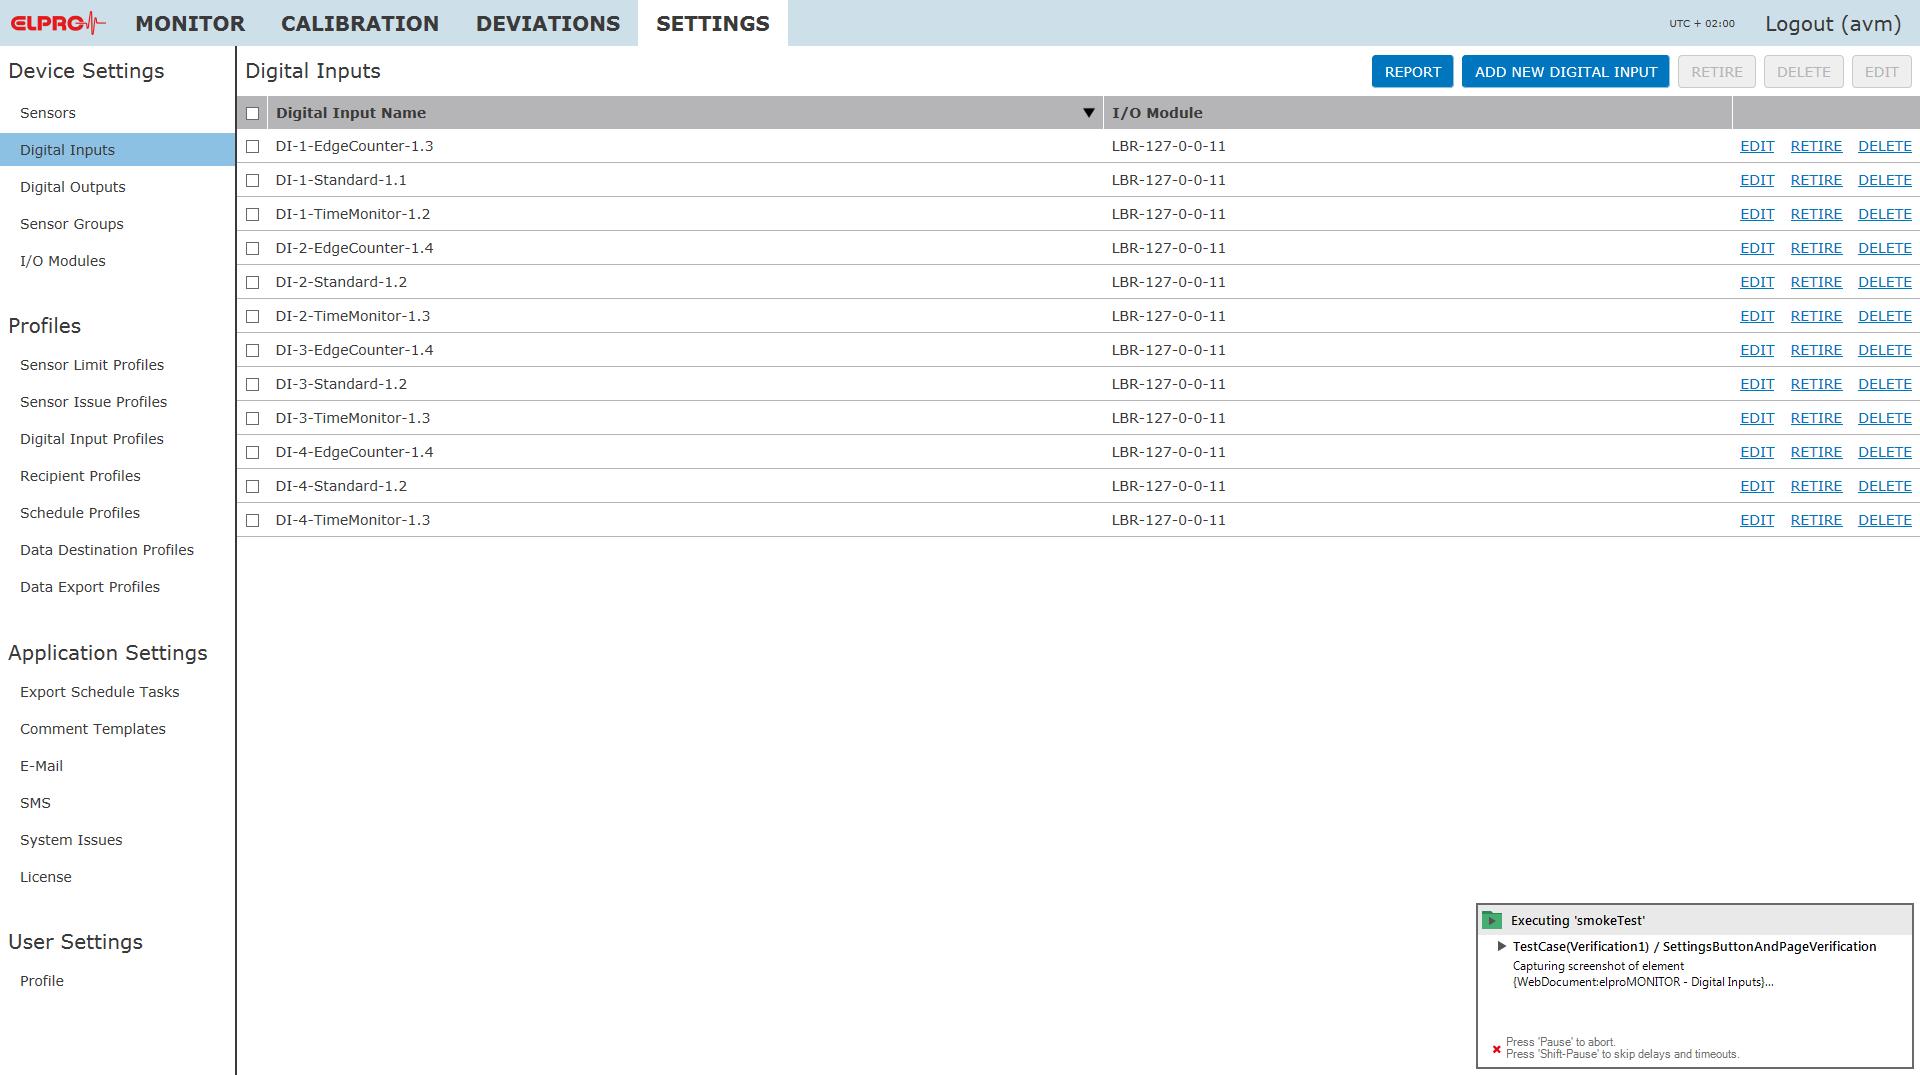 ELPRO MONITOR CALIBRATION DEVIATIONS SETTINGS UTC + 02:00 Logout (avm)
Device Settings
Sensors
Digital Inputs
Digital Outputs
Sensor Groups
I/O Modules
Profiles
Sensor Limit Profiles
Sensor Issue Profiles
Digital Input Profiles
Recipient Profiles
Schedule Profiles
Data Destination Profiles
Data Export Profiles
Application Settings
Export Schedule Tasks
Comment Templates
E-Mail
SMS
System Issues
License
User Settings
Profile
Digital Inputs REPORT ADD NEW DIGITAL INPUT RETIRE DELETE EDIT
Digital Input Name I/O Module
DI-1-EdgeCounter-1.3 LBR-127-0-0-11 EDIT RETIRE DELETE
DI-1-Standard-1.1 LBR-127-0-0-11 EDIT RETIRE DELETE
DI-1-TimeMonitor-1.2 LBR-127-0-0-11 EDIT RETIRE DELETE
DI-2-EdgeCounter-1.4 LBR-127-0-0-11 EDIT RETIRE DELETE
DI-2-Standard-1.2 LBR-127-0-0-11 EDIT RETIRE DELETE
DI-2-TimeMonitor-1.3 LBR-127-0-0-11 EDIT RETIRE DELETE
DI-3-EdgeCounter-1.4 LBR-127-0-0-11 EDIT RETIRE DELETE
DI-3-Standard-1.2 LBR-127-0-0-11 EDIT RETIRE DELETE
DI-3-TimeMonitor-1.3 LBR-127-0-0-11 EDIT RETIRE DELETE
DI-4-EdgeCounter-1.4 LBR-127-0-0-11 EDIT RETIRE DELETE
DI-4-Standard-1.2 LBR-127-0-0-11 EDIT RETIRE DELETE
DI-4-TimeMonitor-1.3 LBR-127-0-0-11 EDIT RETIRE DELETE
Executing 'smokeTest'
TestCase(Verification1) / SettingsButtonAndPageVerification
Capturing screenshot of element
{WebDocument:elproMONITOR - Digital Inputs}...
Press 'Pause' to abort.
Press 'Shift-Pause' to skip delays and timeouts.